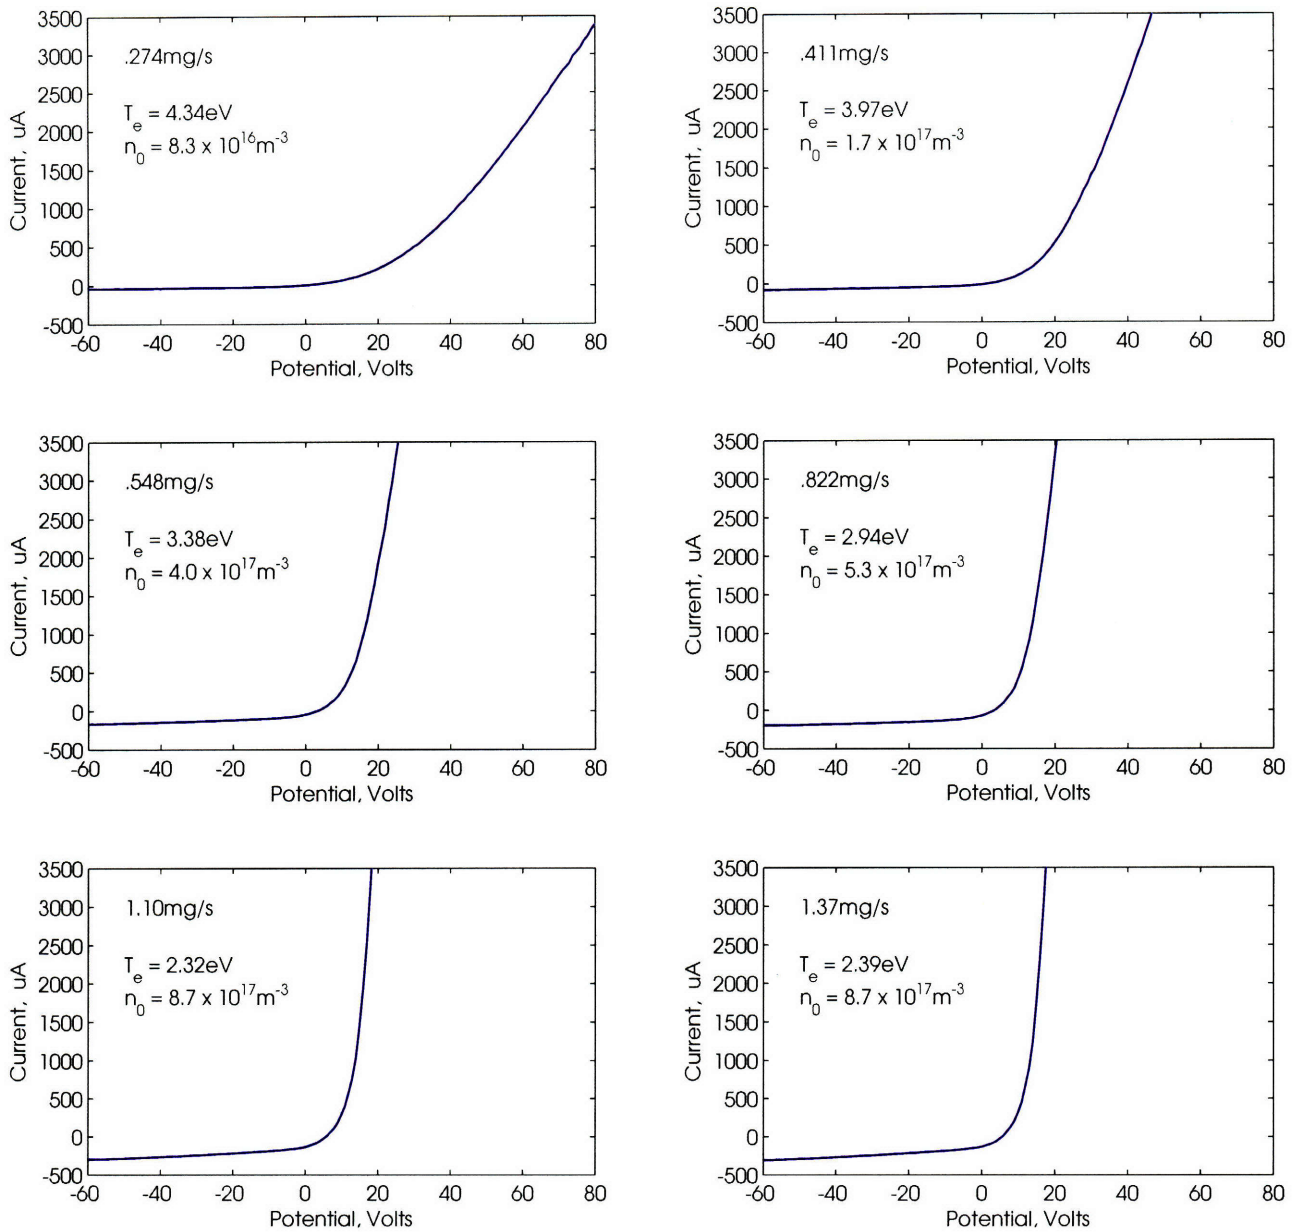 3500
3000
2500
2000
1500
1000
500
0
-500
Current, uA
.274mg/s
T_e = 4.34eV
n_0 = 8.3 x 10^16 m^-3
-60 -40 -20 0 20 40 60 80
Potential, Volts
3500
3000
2500
2000
1500
1000
500
0
-500
Current, uA
.411mg/s
T_e = 3.97eV
n_0 = 1.7 x 10^17 m^-3
-60 -40 -20 0 20 40 60 80
Potential, Volts
3500
3000
2500
2000
1500
1000
500
0
-500
Current, uA
.548mg/s
T_e = 3.38eV
n_0 = 4.0 x 10^17 m^-3
-60 -40 -20 0 20 40 60 80
Potential, Volts
3500
3000
2500
2000
1500
1000
500
0
-500
Current, uA
.822mg/s
T_e = 2.94eV
n_0 = 5.3 x 10^17 m^-3
-60 -40 -20 0 20 40 60 80
Potential, Volts
3500
3000
2500
2000
1500
1000
500
0
-500
Current, uA
1.10mg/s
T_e = 2.32eV
n_0 = 8.7 x 10^17 m^-3
-60 -40 -20 0 20 40 60 80
Potential, Volts
3500
3000
2500
2000
1500
1000
500
0
-500
Current, uA
1.37mg/s
T_e = 2.39eV
n_0 = 8.7 x 10^17 m^-3
-60 -40 -20 0 20 40 60 80
Potential, Volts